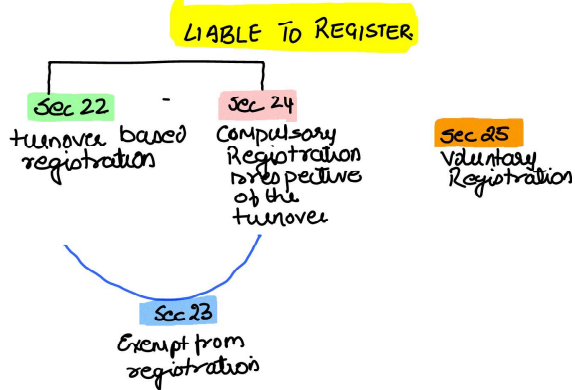 LIABLE TO REGISTER.
Sec 22
turnover based
registration
Sec 24
Compulsory
Registration
irrespective
of the
turnover
Sec 25
Voluntary
Registration
Sec 23
Exempt from
registration